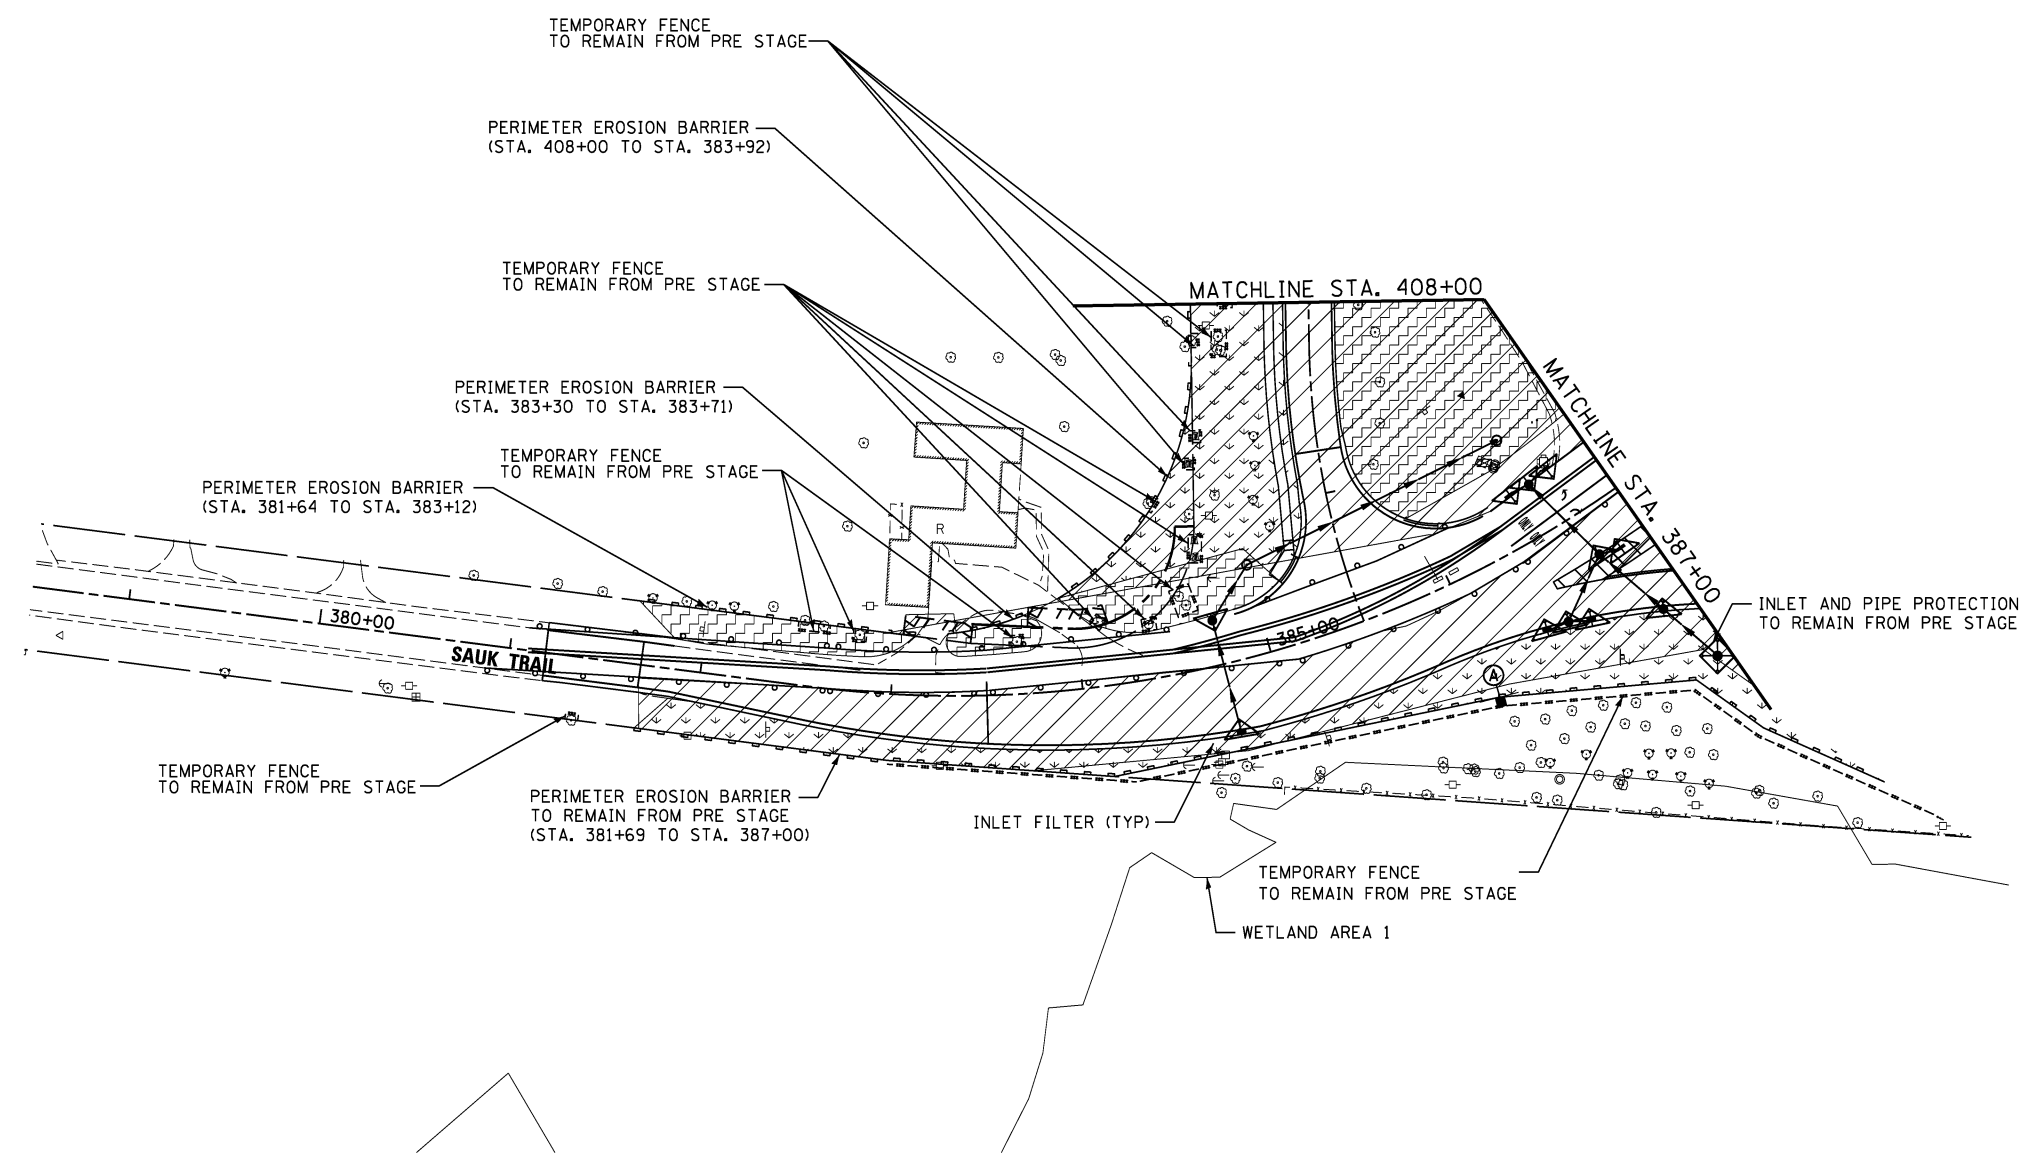 TEMPORARY FENCE
TO REMAIN FROM PRE STAGE
PERIMETER EROSION BARRIER
(STA. 408+00 TO STA. 383+92)
TEMPORARY FENCE
TO REMAIN FROM PRE STAGE
MATCHLINE STA. 408+00
MATCHLINE STA. 387+00
PERIMETER EROSION BARRIER
(STA. 383+30 TO STA. 383+71)
TEMPORARY FENCE
TO REMAIN FROM PRE STAGE
PERIMETER EROSION BARRIER
(STA. 381+64 TO STA. 383+12)
R
380+00
SAUK TRAIL
385+00
INLET AND PIPE PROTECTION
TO REMAIN FROM PRE STAGE
A
TEMPORARY FENCE
TO REMAIN FROM PRE STAGE
PERIMETER EROSION BARRIER
TO REMAIN FROM PRE STAGE
(STA. 381+69 TO STA. 387+00)
INLET FILTER (TYP)
TEMPORARY FENCE
TO REMAIN FROM PRE STAGE
WETLAND AREA 1